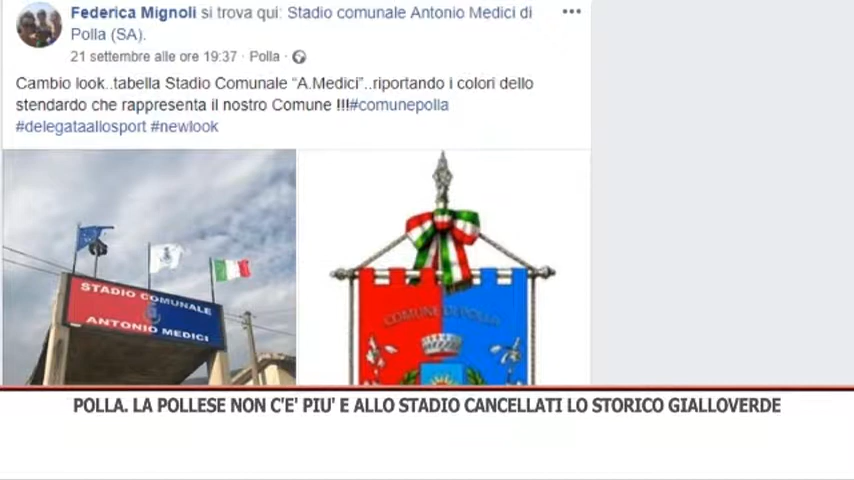 Federica Mignoli si trova qui: Stadio comunale Antonio Medici di
Polla (SA).
21 settembre alle ore 19:37 · Polla ·
Cambio look..tabella Stadio Comunale “A.Medici”..riportando i colori dello
stendardo che rappresenta il nostro Comune !!!#comunepolla
#delegataallosport #newlook
STADIO COMUNALE
ANTONIO MEDICI
COMUNE DI POLLA
POLLA. LA POLLESE NON C'E' PIU' E ALLO STADIO CANCELLATI LO STORICO GIALLOVERDE